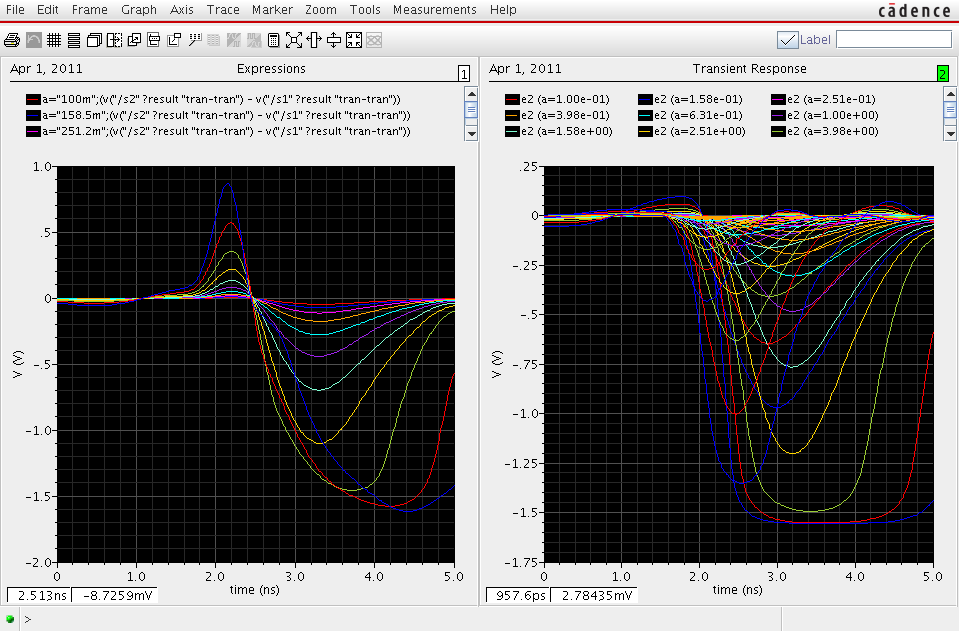 File Edit Frame Graph Axis Trace Marker Zoom Tools Measurements Help
cādence
Label
Apr 1, 2011 Expressions 1
a="100m";(v("/s2" ?result "tran-tran") - v("/s1" ?result "tran-tran"))
a="158.5m";(v("/s2" ?result "tran-tran") - v("/s1" ?result "tran-tran"))
a="251.2m";(v("/s2" ?result "tran-tran") - v("/s1" ?result "tran-tran"))
1.0
.5
0
-.5
-1.0
-1.5
-2.0
V (V)
0 1.0 2.0 3.0 4.0 5.0
time (ns)
2.513ns -8.7259mV
Apr 1, 2011 Transient Response 2
e2 (a=1.00e-01) e2 (a=1.58e-01) e2 (a=2.51e-01)
e2 (a=3.98e-01) e2 (a=6.31e-01) e2 (a=1.00e+00)
e2 (a=1.58e+00) e2 (a=2.51e+00) e2 (a=3.98e+00)
.25
0
-.25
-.5
-.75
-1.0
-1.25
-1.5
-1.75
V (V)
0 1.0 2.0 3.0 4.0 5.0
time (ns)
957.6ps 2.78435mV
>